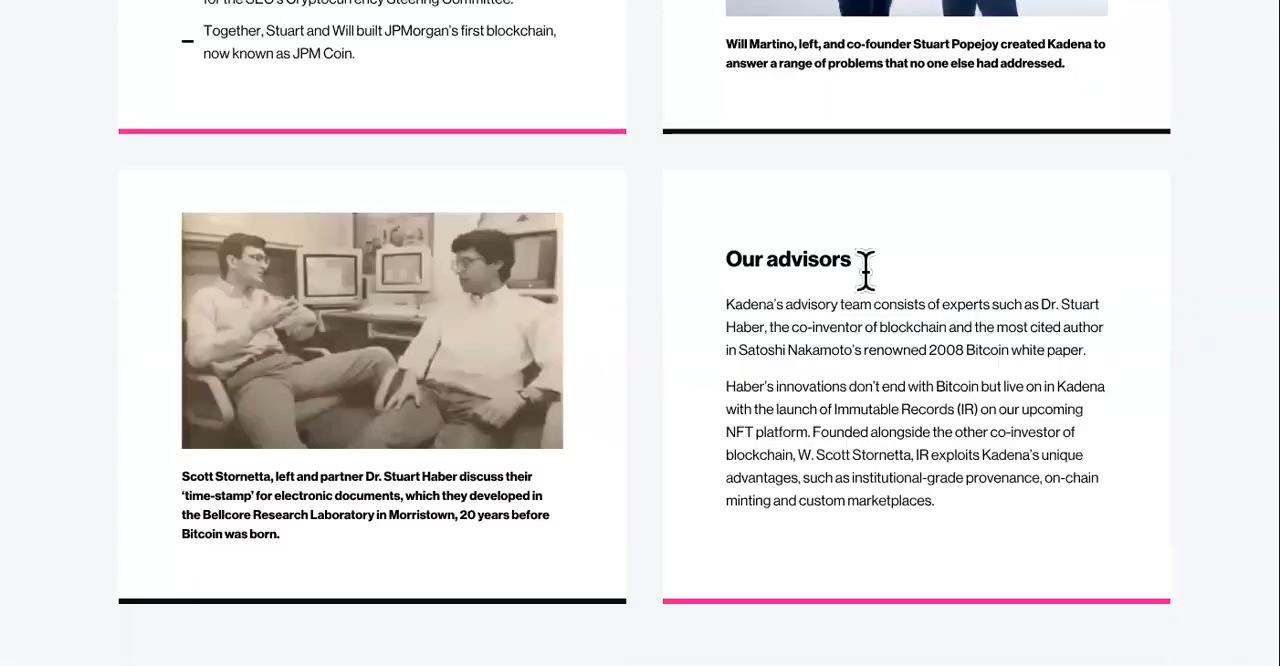 for the SEC's Cryptocurrency Steering Committee.
Together, Stuart and Will built JPMorgan's first blockchain,
now known as JPM Coin.
Will Martino, left, and co-founder Stuart Popejoy created Kadena to
answer a range of problems that no one else had addressed.
Scott Stornetta, left and partner Dr. Stuart Haber discuss their
‘time-stamp’ for electronic documents, which they developed in
the Bellcore Research Laboratory in Morristown, 20 years before
Bitcoin was born.
Our advisors
Kadena’s advisory team consists of experts such as Dr. Stuart
Haber, the co-inventor of blockchain and the most cited author
in Satoshi Nakamoto’s renowned 2008 Bitcoin white paper.
Haber’s innovations don’t end with Bitcoin but live on in Kadena
with the launch of Immutable Records (IR) on our upcoming
NFT platform. Founded alongside the other co-investor of
blockchain, W. Scott Stornetta, IR exploits Kadena’s unique
advantages, such as institutional-grade provenance, on-chain
minting and custom marketplaces.